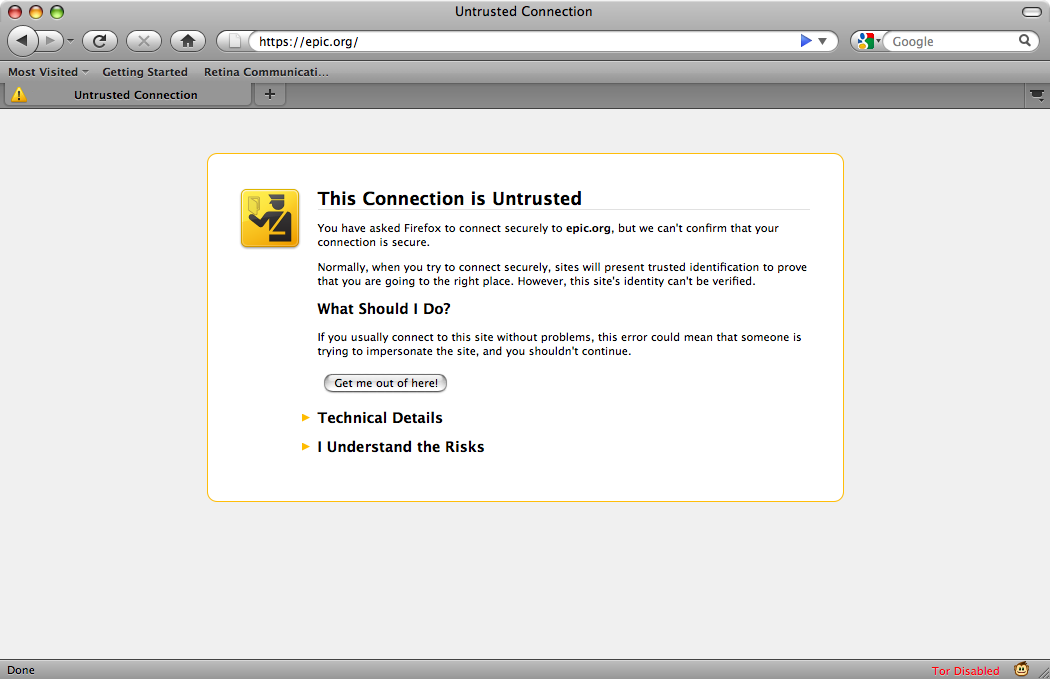 Untrusted Connection
https://epic.org/
Google
Most Visited
Getting Started
Retina Communicati...
Untrusted Connection
This Connection is Untrusted
You have asked Firefox to connect securely to epic.org, but we can't confirm that your
connection is secure.
Normally, when you try to connect securely, sites will present trusted identification to prove
that you are going to the right place. However, this site's identity can't be verified.
What Should I Do?
If you usually connect to this site without problems, this error could mean that someone is
trying to impersonate the site, and you shouldn't continue.
Get me out of here!
Technical Details
I Understand the Risks
Done
Tor Disabled